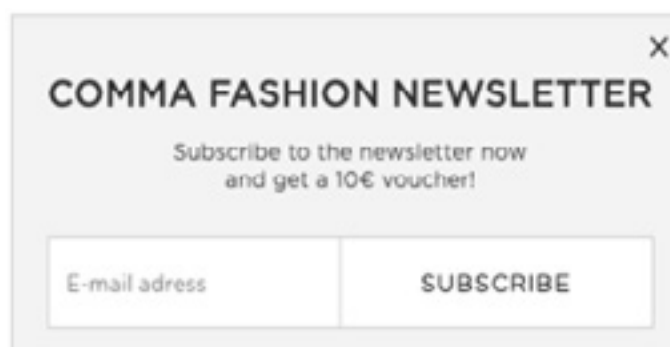 X
COMMA FASHION NEWSLETTER
Subscribe to the newsletter now
and get a 10€ voucher!
E-mail adress
SUBSCRIBE